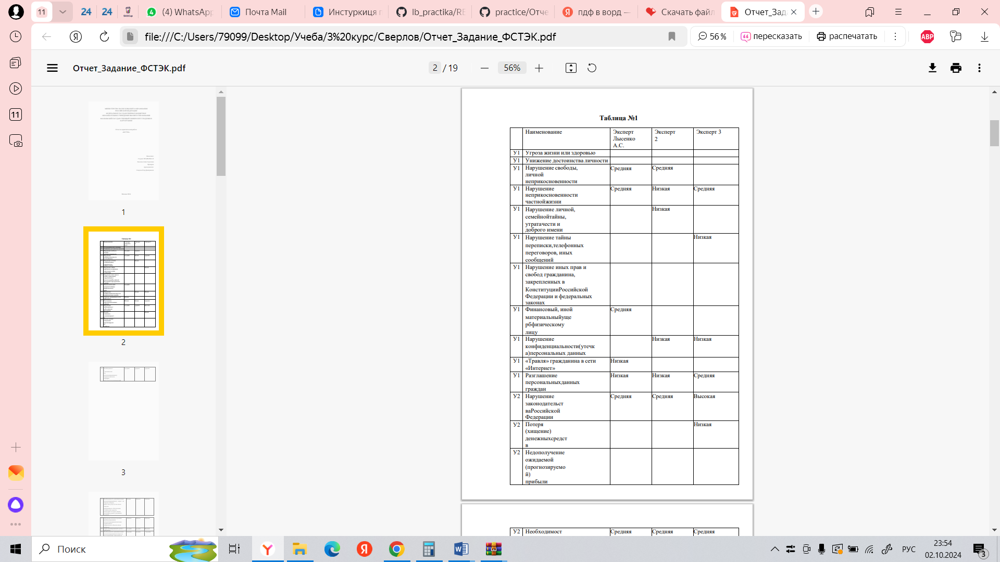 11
24
24
(4) WhatsApp
Почта Mail
Инстуркиця п
lb_practika/RE
practice/Отче
пдф в ворд —
Скачать файл
Отчет_Зад
file:///C:/Users/79099/Desktop/Учеба/3%20курс/Сверлов/Отчет_Задание_ФСТЭК.pdf
56 %
пересказать
распечатать
ABP
Отчет_Задание_ФСТЭК.pdf
2 / 19
56%
11
1
2
3
Таблица №1
Наименование
Эксперт
Лысенко
А.С.
Эксперт
2
Эксперт 3
У1 Угроза жизни или здоровью
У1 Унижение достоинства личности
У1 Нарушение свободы, Средняя Средняя
личной
неприкосновенности
У1 Нарушение Средняя Низкая Средняя
неприкосновенности
частнойжизни
У1 Нарушение личной, Низкая
семейнойтайны,
утратачести и
доброго имени
У1 Нарушение тайны Низкая
переписки,телефонных
переговоров, иных
сообщений
У1 Нарушение иных прав и
свобод гражданина,
закрепленных в
КонституцииРоссийской
Федерации и федеральных
законах
У1 Финансовый, иной Средняя
материальныйуще
рбфизическому
лицу
У1 Нарушение Низкая Низкая
конфиденциальности(утечк
а)персональных данных
У1 «Травля» гражданина в сети Низкая
«Интернет»
У1 Разглашение Низкая Низкая Средняя
персональныхданных
граждан
У2 Нарушение Средняя Средняя Высокая
законодательст
ваРоссийской
Федерации
У2 Потеря Низкая
(хищение)
денежныхсредст
в
У2 Недополучение
ожидаемой
(прогнозируемо
й)
прибыли
У2 Необходимост Средняя Средняя Средняя
Поиск
РУС
23:54
02.10.2024
3